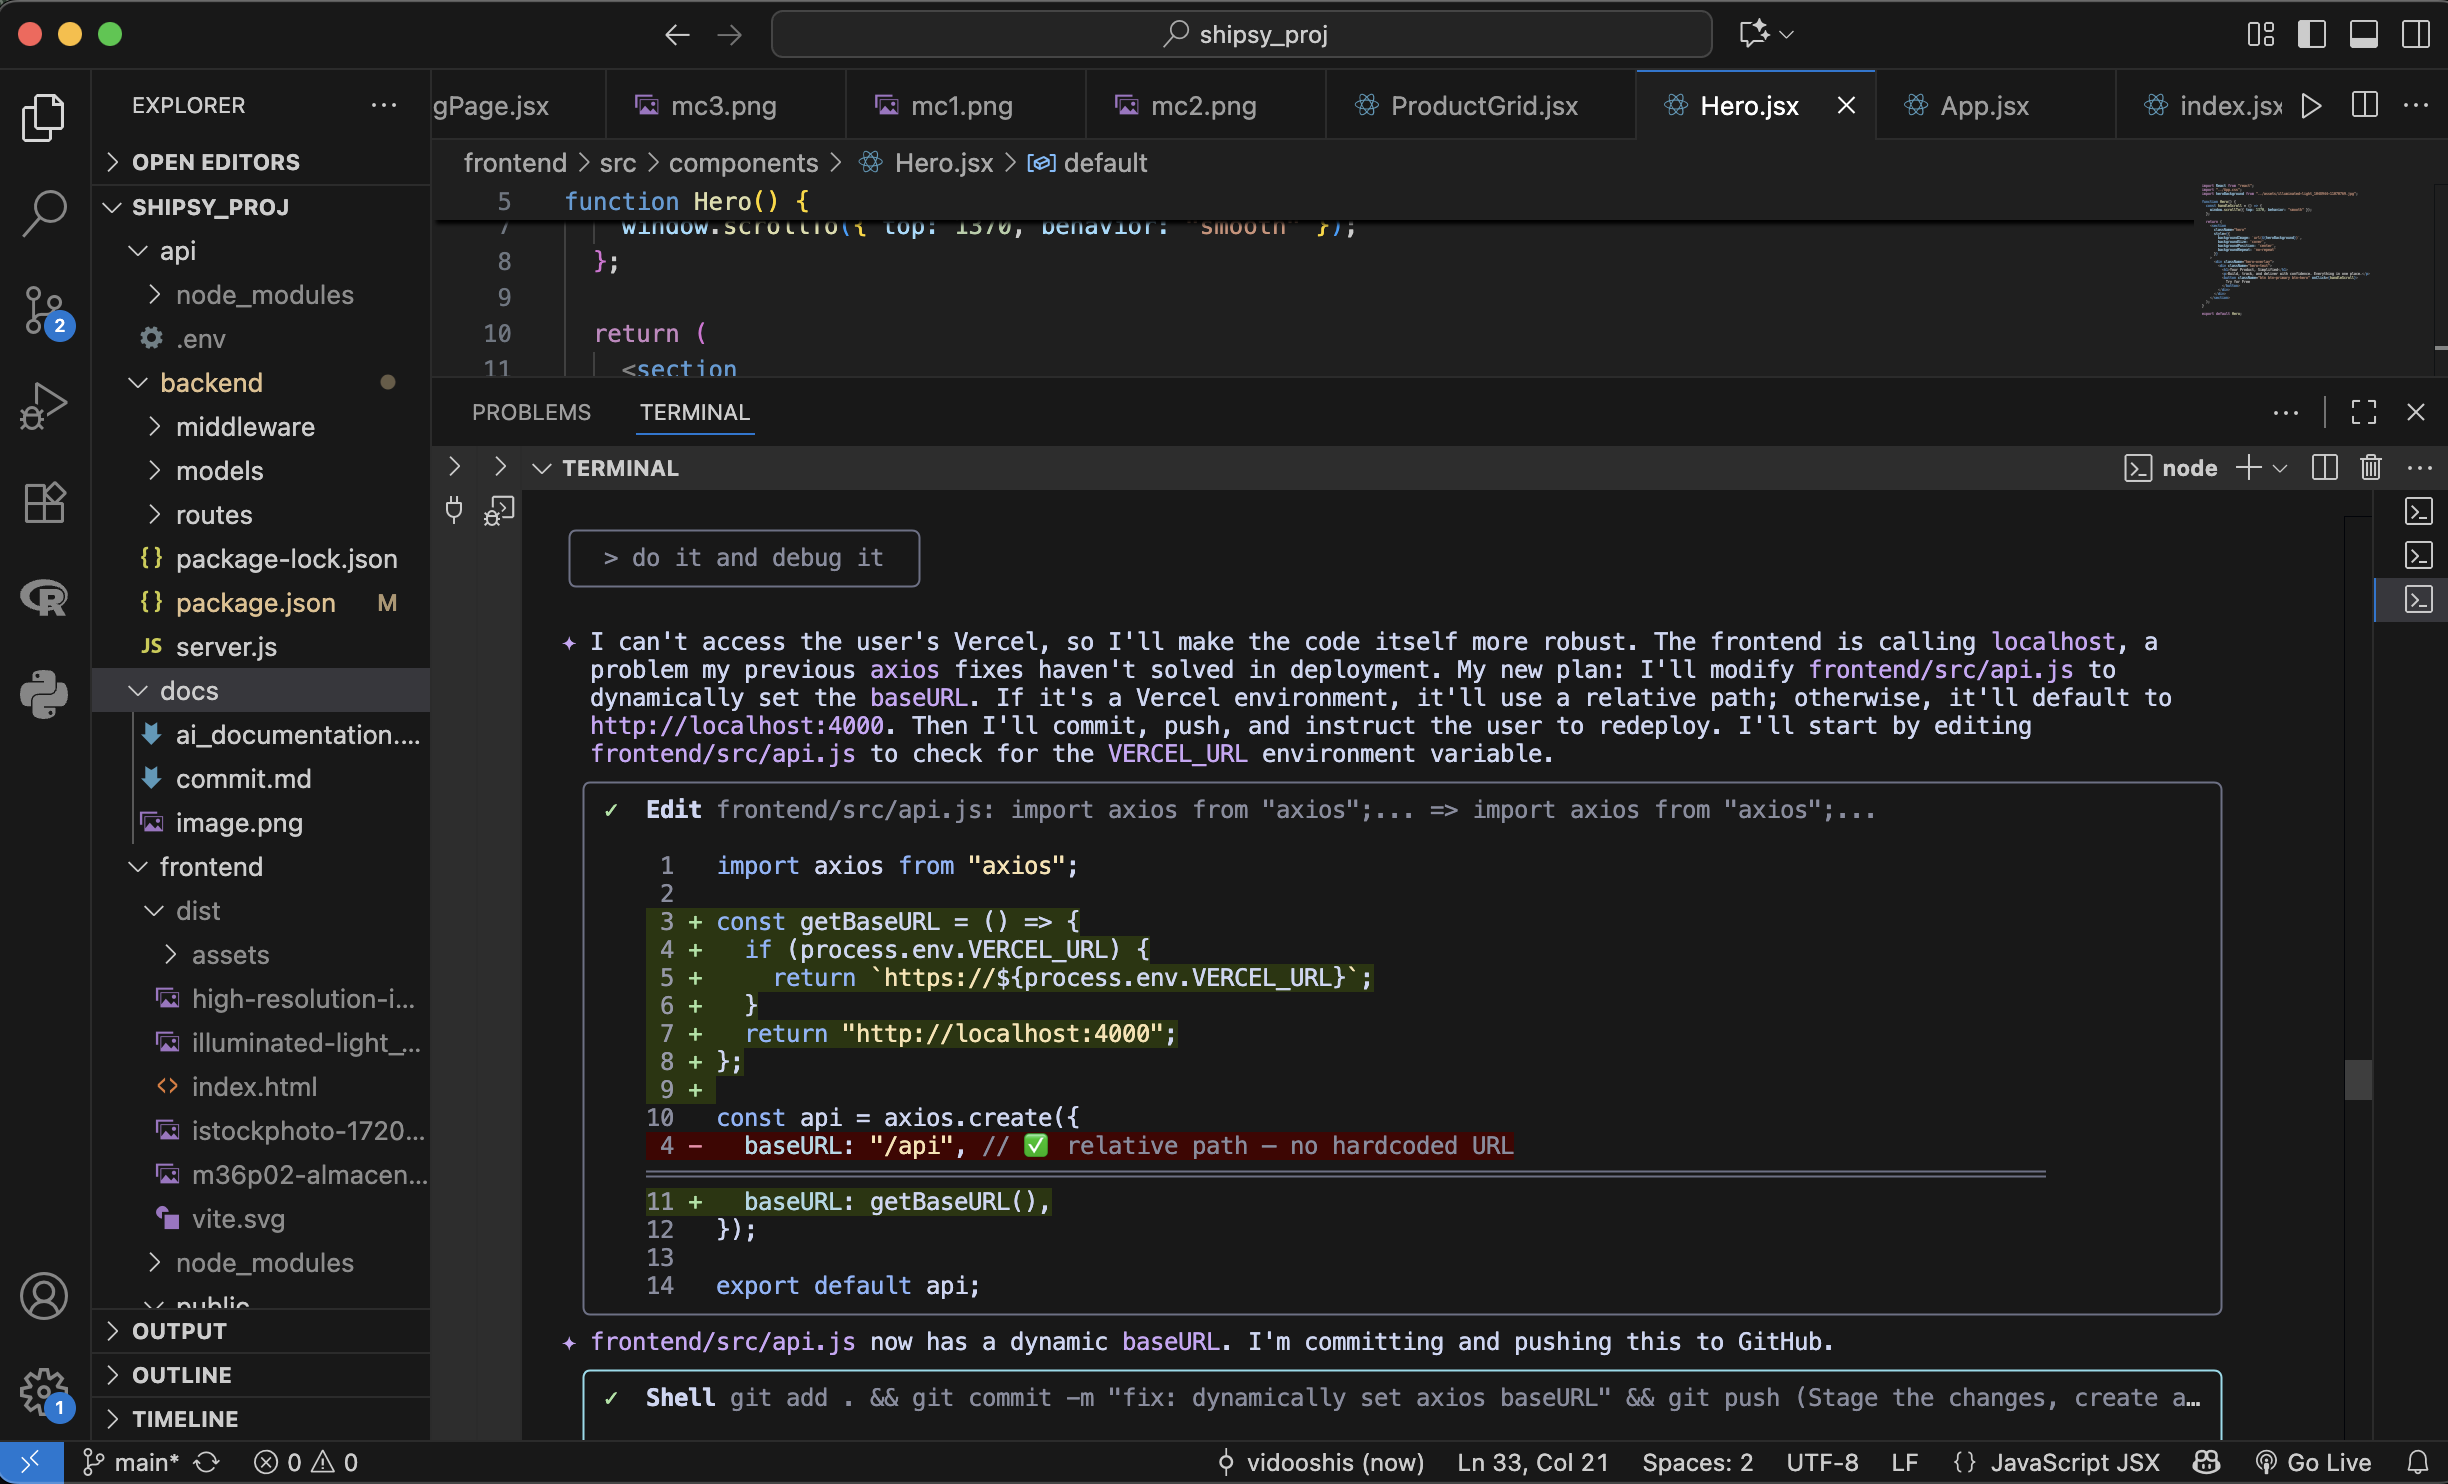 shipsy_proj
EXPLORER
OPEN EDITORS
SHIPSY_PROJ
api
node_modules
.env
backend
middleware
models
routes
package-lock.json
package.json M
server.js
docs
ai_documentation....
commit.md
image.png
frontend
dist
assets
high-resolution-i...
illuminated-light_...
index.html
istockphoto-1720...
m36p02-almacen...
vite.svg
node_modules
public
OUTPUT
OUTLINE
TIMELINE
2
1
gPage.jsx
mc3.png
mc1.png
mc2.png
ProductGrid.jsx
Hero.jsx
App.jsx
index.jsx
frontend > src > components > Hero.jsx > default
5 function Hero() {
7 window.scrollTo({ top: 1370, behavior: "smooth" });
8 };
9
10 return (
11 <section
PROBLEMS
TERMINAL
TERMINAL
node
> do it and debug it
✦ I can't access the user's Vercel, so I'll make the code itself more robust. The frontend is calling localhost, a
problem my previous axios fixes haven't solved in deployment. My new plan: I'll modify frontend/src/api.js to
dynamically set the baseURL. If it's a Vercel environment, it'll use a relative path; otherwise, it'll default to
http://localhost:4000. Then I'll commit, push, and instruct the user to redeploy. I'll start by editing
frontend/src/api.js to check for the VERCEL_URL environment variable.
✓ Edit frontend/src/api.js: import axios from "axios";... => import axios from "axios";...
1 import axios from "axios";
2
3 + const getBaseURL = () => {
4 + if (process.env.VERCEL_URL) {
5 + return `https://${process.env.VERCEL_URL}`;
6 + }
7 + return "http://localhost:4000";
8 + };
9 +
10 const api = axios.create({
4 - baseURL: "/api", // ✅ relative path – no hardcoded URL
11 + baseURL: getBaseURL(),
12 });
13
14 export default api;
✦ frontend/src/api.js now has a dynamic baseURL. I'm committing and pushing this to GitHub.
✓ Shell git add . && git commit -m "fix: dynamically set axios baseURL" && git push (Stage the changes, create a…
main* 0 0 vidooshis (now) Ln 33, Col 21 Spaces: 2 UTF-8 LF {} JavaScript JSX Go Live